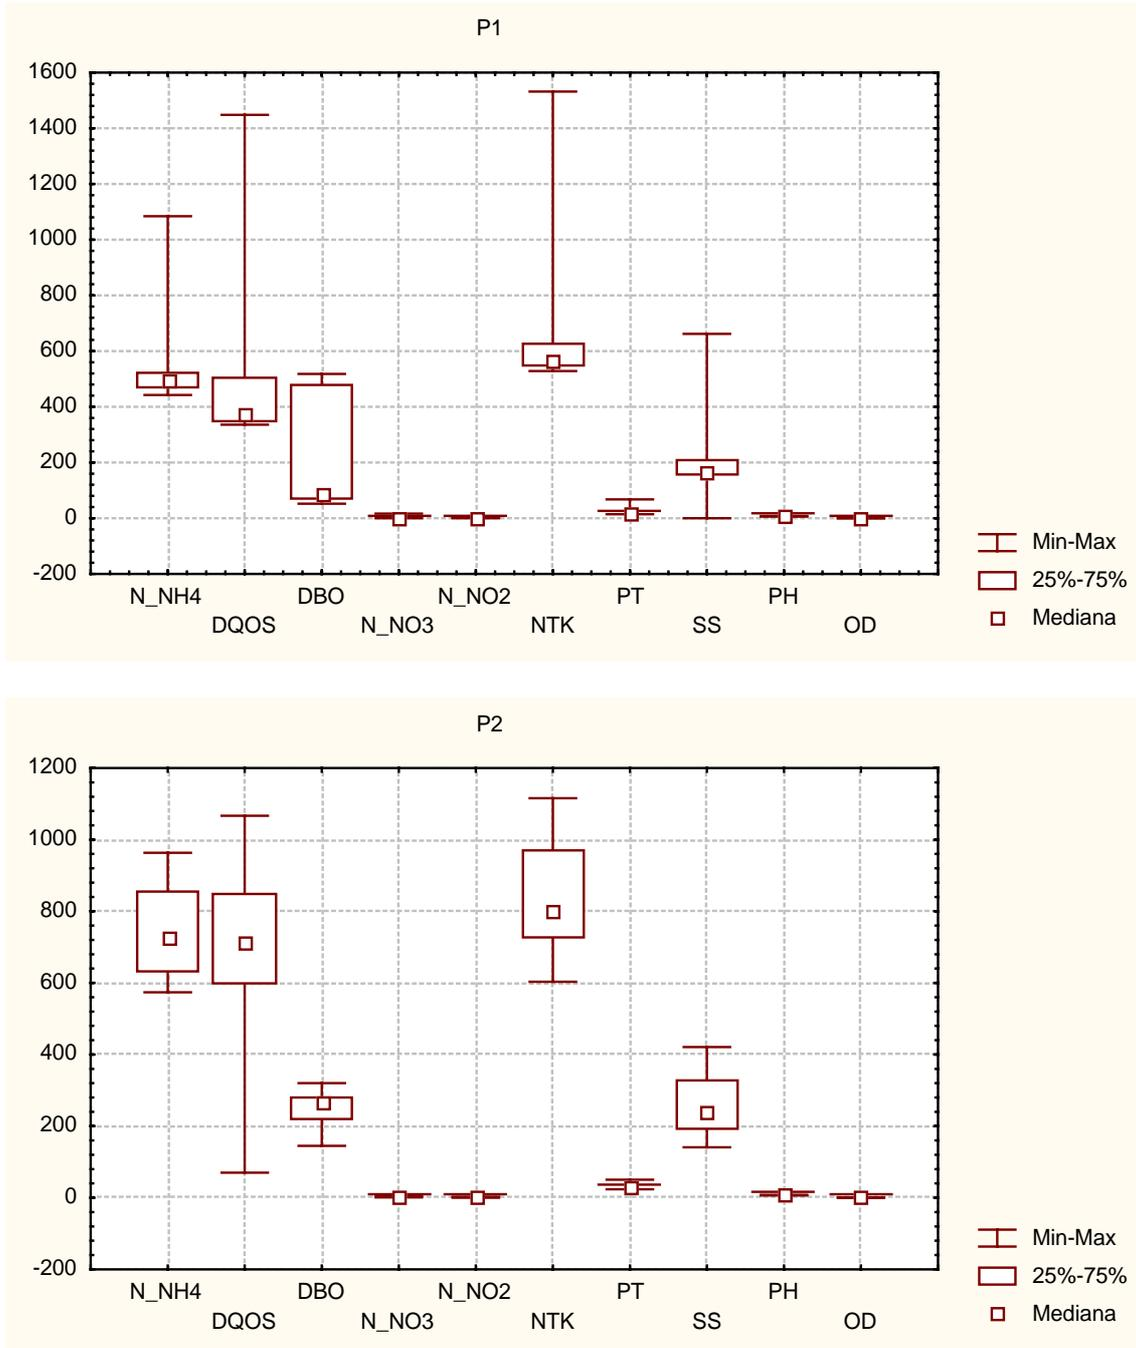 P1
1600
1400
1200
1000
800
600
400
200
0
-200
N_NH4 DBO N_NO2 PT PH
DQOS N_NO3 NTK SS OD
Min-Max
25%-75%
Mediana
P2
1200
1000
800
600
400
200
0
-200
N_NH4 DBO N_NO2 PT PH
DQOS N_NO3 NTK SS OD
Min-Max
25%-75%
Mediana